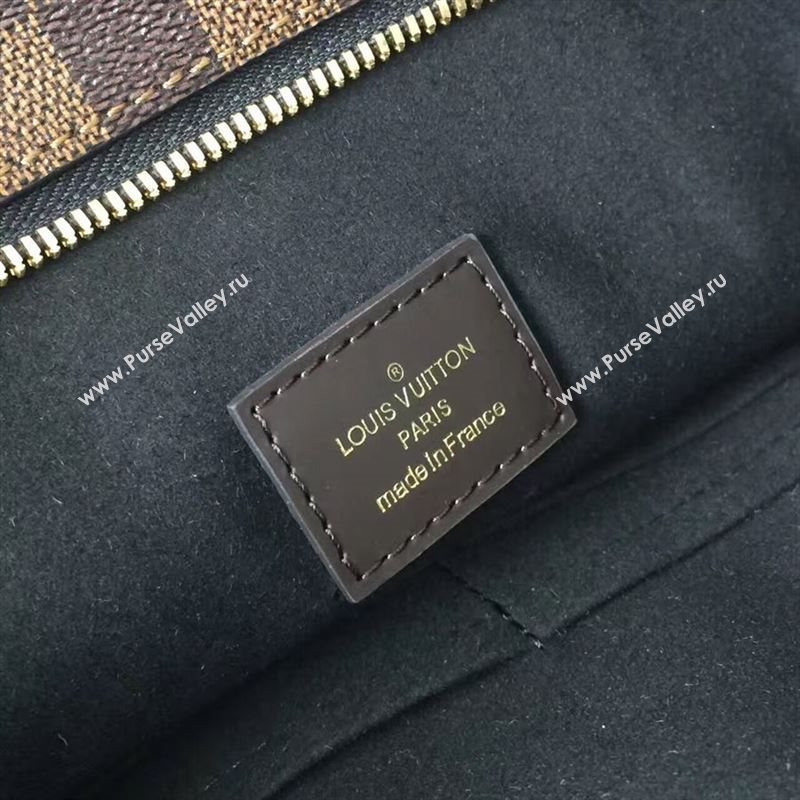 ®
LOUIS VUITTON
PARIS
made in France
www.PurseValley.ru
www.PurseValley.ru